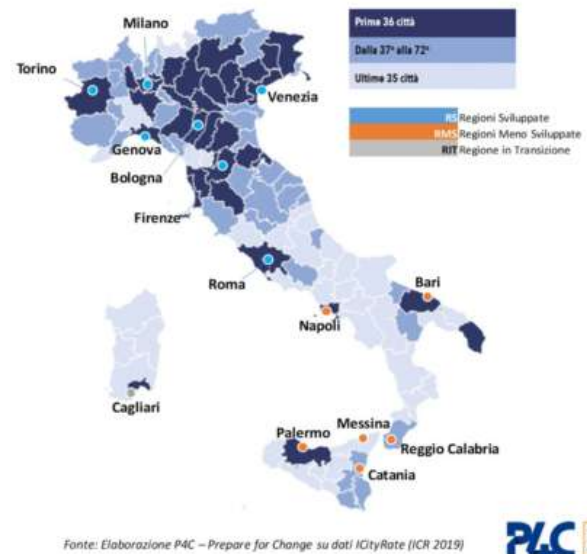 Milano
Torino
Venezia
Genova
Bologna
Firenze
Roma
Napoli
Bari
Cagliari
Palermo
Messina
Reggio Calabria
Catania
Prime 36 città
Dalla 37ª alla 72ª
Ultime 35 città
RS Regioni Sviluppate
RMS Regioni Meno Sviluppate
RIT Regione in Transizione
Fonte: Elaborazione P4C – Prepare for Change su dati ICityRate (ICR 2019)
P4C